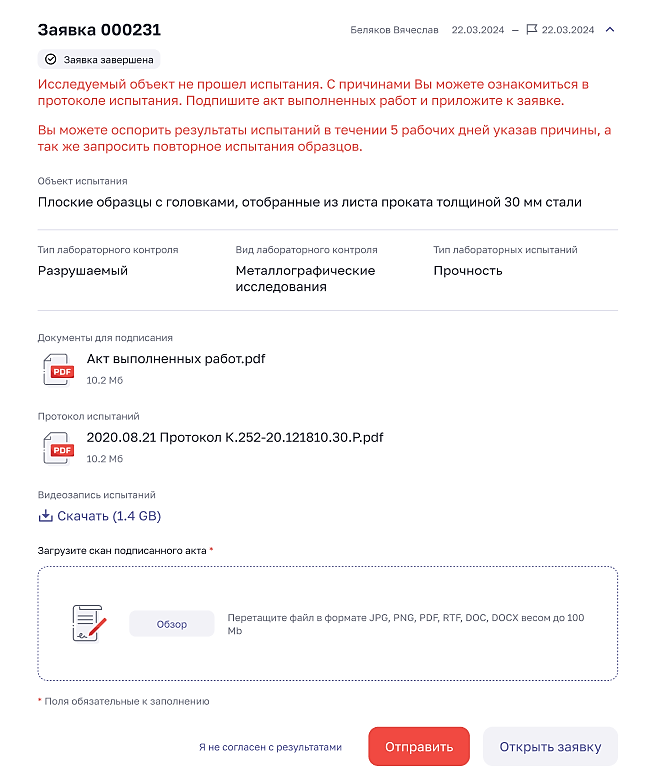 Заявка 000231
Беляков Вячеслав 22.03.2024 – 22.03.2024
Заявка завершена
Исследуемый объект не прошел испытания. С причинами Вы можете ознакомиться в
протоколе испытания. Подпишите акт выполненных работ и приложите к заявке.
Вы можете оспорить результаты испытаний в течении 5 рабочих дней указав причины, а
так же запросить повторное испытания образцов.
Объект испытания
Плоские образцы с головками, отобранные из листа проката толщиной 30 мм стали
Тип лабораторного контроля
Разрушаемый
Вид лабораторного контроля
Металлографические
исследования
Тип лабораторных испытаний
Прочность
Документы для подписания
PDF
Акт выполненных работ.pdf
10.2 Мб
Протокол испытаний
PDF
2020.08.21 Протокол К.252-20.121810.30.Р.pdf
10.2 Мб
Видеозапись испытаний
Скачать (1.4 GB)
Загрузите скан подписанного акта *
Обзор
Перетащите файл в формате JPG, PNG, PDF, RTF, DOC, DOCX весом до 100
Mb
* Поля обязательные к заполнению
Я не согласен с результатами
Отправить
Открыть заявку